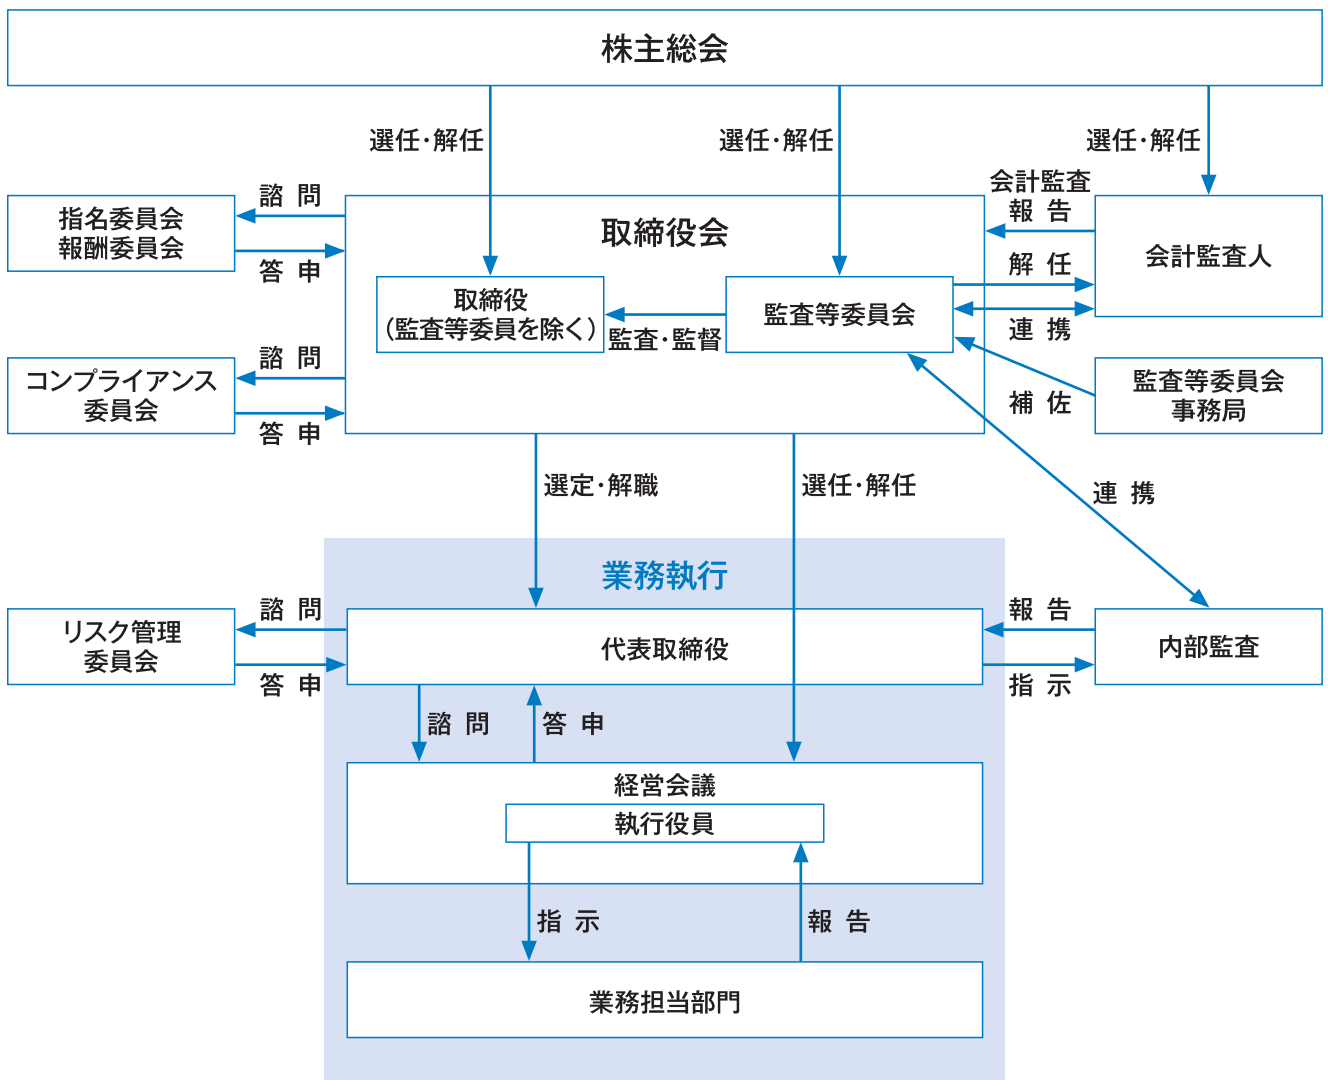 株主総会
選任・解任
選任・解任
選任・解任
諮 問
指名委員会
報酬委員会
答 申
取締役会
会計監査
報 告
会計監査人
解 任
連 携
取締役
（監査等委員を除く）
監査・監督
監査等委員会
諮 問
コンプライアンス
委員会
答 申
補 佐
監査等委員会
事務局
選定・解職
選任・解任
連 携
業務執行
諮 問
リスク管理
委員会
答 申
代表取締役
報 告
指 示
内部監査
諮 問
答 申
経営会議
執行役員
指 示
報 告
業務担当部門